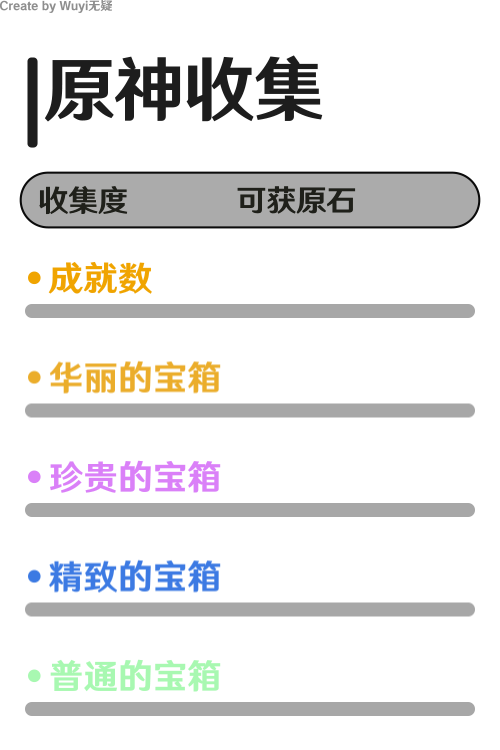 Create by Wuyi无疑
原神收集
收集度 可获原石
成就数
华丽的宝箱
珍贵的宝箱
精致的宝箱
普通的宝箱